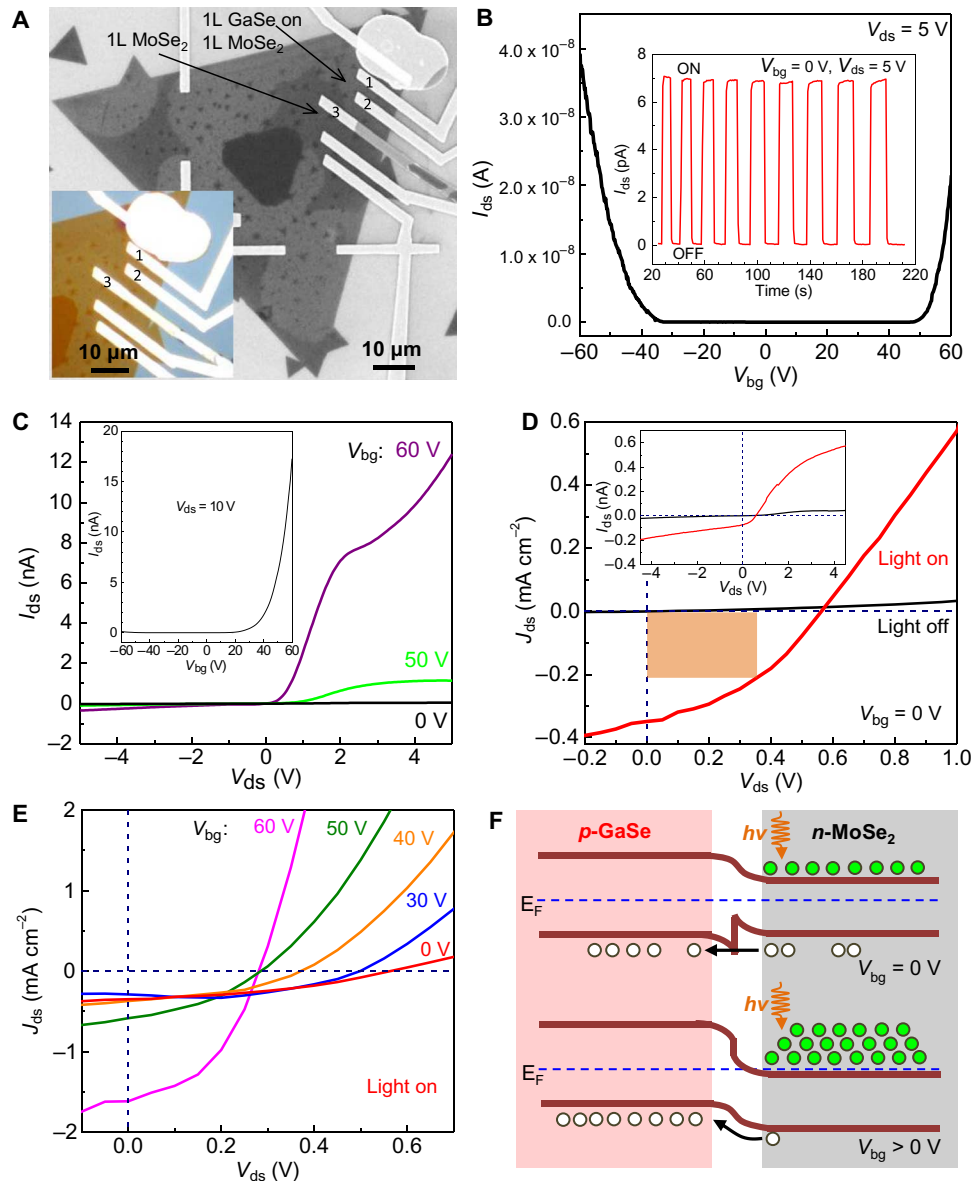 A
1L GaSe on
1L MoSe2
1L MoSe2
1
2
3
1
2
3
10 µm
10 µm
B
Vds = 5 V
Vbg = 0 V, Vds = 5 V
ON
OFF
Ids (pA)
8
6
4
2
0
20 60 100 140 180 220
Time (s)
Ids (A)
4.0 x 10⁻⁸
3.0 x 10⁻⁸
2.0 x 10⁻⁸
1.0 x 10⁻⁸
0.0
–60 –40 –20 0 20 40 60
Vbg (V)
C
Vbg: 60 V
50 V
0 V
Ids (nA)
14
12
10
8
6
4
2
0
–2
–4 –2 0 2 4
Vds (V)
Vds = 10 V
Ids (nA)
20
15
10
5
0
–60 –40 –20 0 20 40 60
Vbg (V)
D
Jds (mA cm⁻²)
0.6
0.4
0.2
0.0
–0.2
–0.4
–0.2 0.0 0.2 0.4 0.6 0.8 1.0
Vds (V)
Light on
Light off
Vbg = 0 V
Ids (nA)
0.6
0.4
0.2
0.0
–0.2
–0.4
–4 –2 0 2 4
Vds (V)
E
Vbg: 60 V
50 V
40 V
30 V
0 V
Light on
Jds (mA cm⁻²)
2
1
0
–1
–2
0.0 0.2 0.4 0.6
Vds (V)
F
p-GaSe
n-MoSe2
hν
EF
Vbg = 0 V
hν
EF
Vbg > 0 V